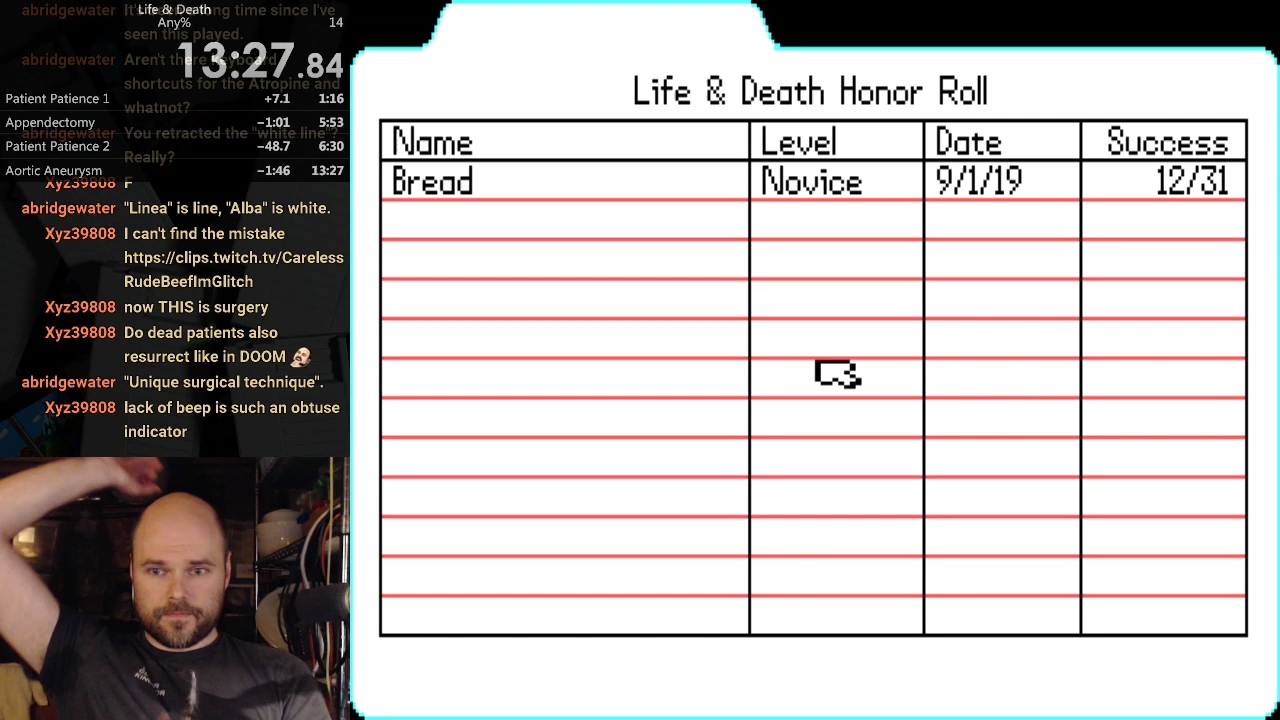 Life & Death
Any%
14
13:27.84
Patient Patience 1 +7.1 1:16
Appendectomy −1:01 5:53
Patient Patience 2 −48.7 6:30
Aortic Aneurysm −1:46 13:27
abridgewater time since I've
seen this played.
abridgewater Aren't there keyboard
shortcuts for the Atropine and
whatnot?
abridgewater You retracted the "white line"?
Really?
Xyz39808 F
abridgewater "Linea" is line, "Alba" is white.
Xyz39808 I can't find the mistake
https://clips.twitch.tv/Careless
RudeBeefImGlitch
Xyz39808 now THIS is surgery
Xyz39808 Do dead patients also
resurrect like in DOOM
abridgewater "Unique surgical technique".
Xyz39808 lack of beep is such an obtuse
indicator
Life & Death Honor Roll
Name Level Date Success
Bread Novice 9/1/19 12/31